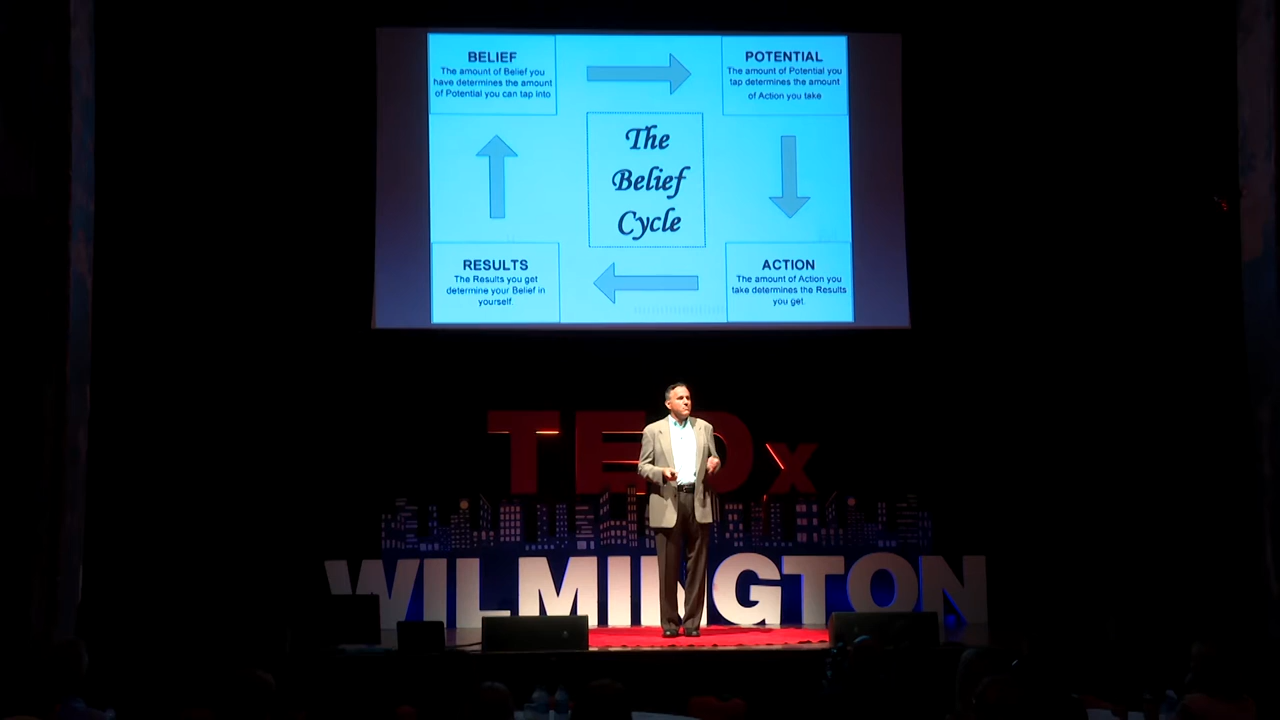 BELIEF
The amount of Belief you
have determines the amount
of Potential you can tap into
POTENTIAL
The amount of Potential you
tap determines the amount
of Action you take
The
Belief
Cycle
RESULTS
The Results you get
determine your Belief in
yourself.
ACTION
The amount of Action you
take determines the Results
you get.
TEDx
WILMINGTON